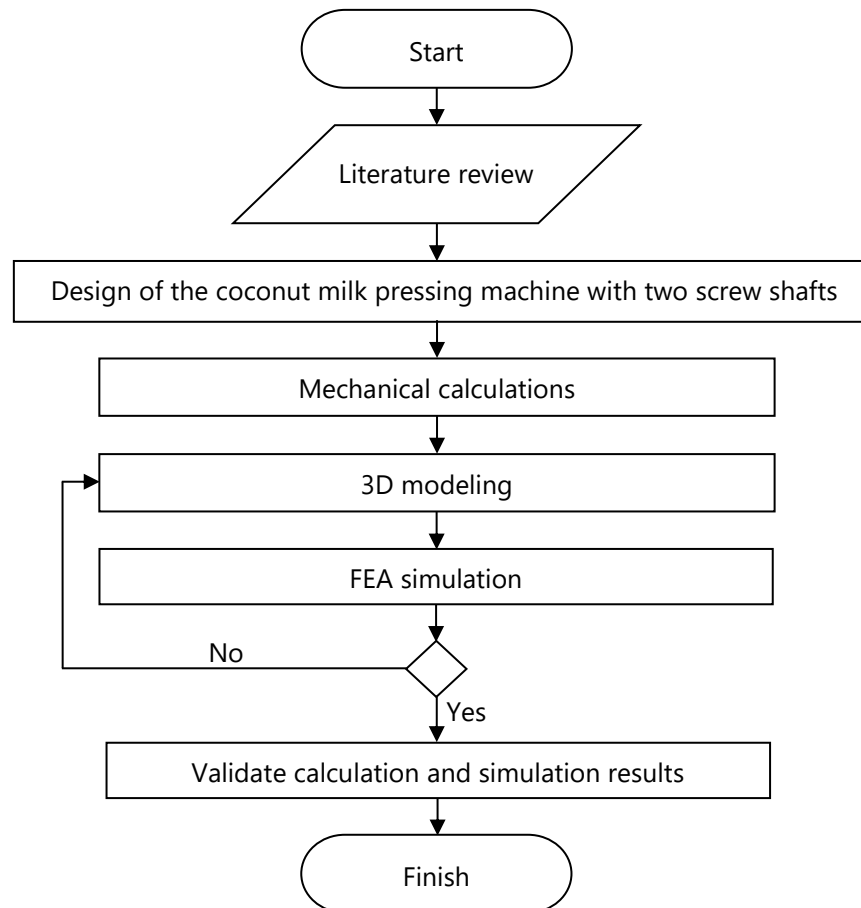 Start
Literature review
Design of the coconut milk pressing machine with two screw shafts
Mechanical calculations
3D modeling
FEA simulation
No
Yes
Validate calculation and simulation results
Finish